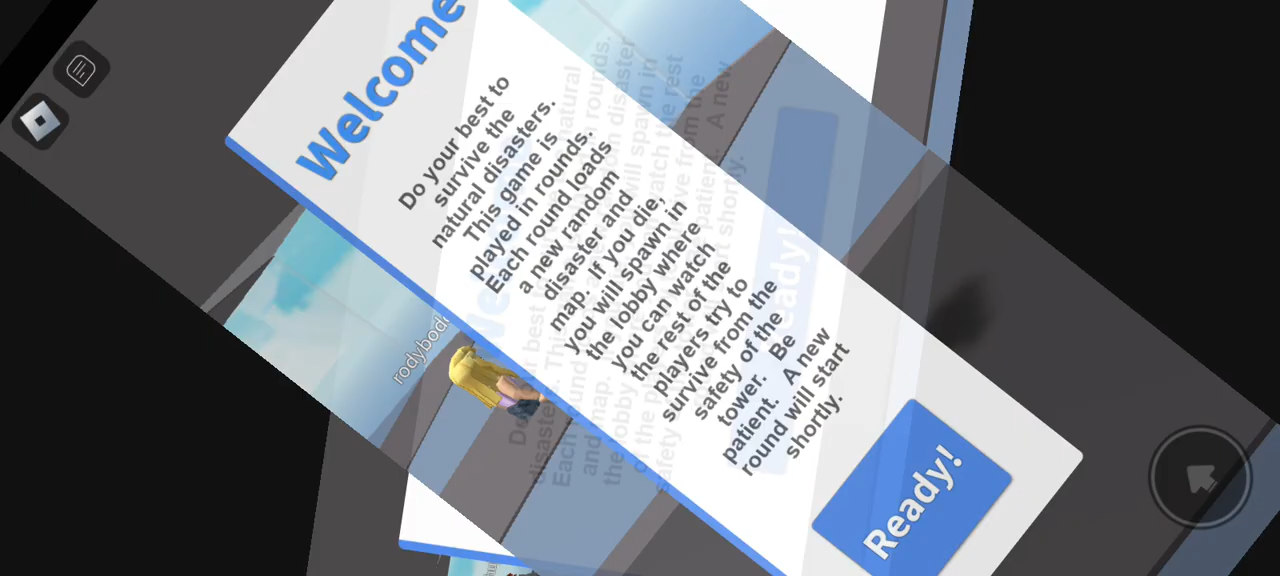 Welcome
Do your best to
survive the
natural disasters.
This game is
played in rounds.
Each round loads
a new random
disaster and
map. If you die,
you will spawn in
the lobby where
you can watch
the rest of the
players try to
survive from the
safety of the
tower. Be
patient. A new
round will start
shortly.
Ready!